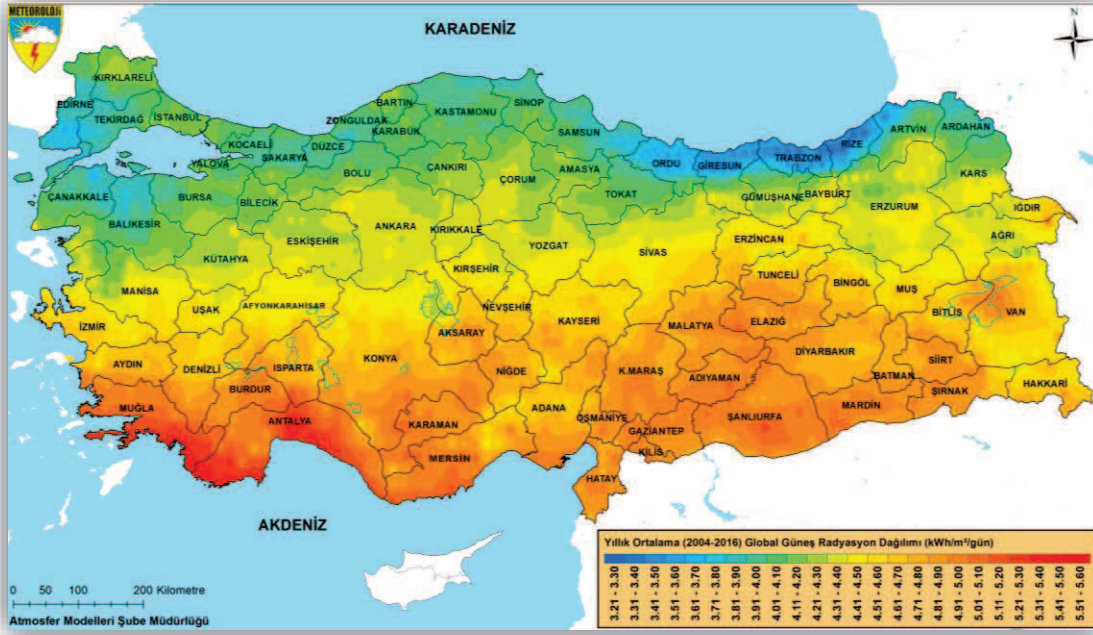 METEOROLOJİ
KARADENİZ
N
KIRKLARELİ
EDİRNE
TEKİRDAĞ
İSTANBUL
KOCAELİ
YALOVA
SAKARYA
DÜZCE
ZONGULDAK
BARTIN
KARABÜK
KASTAMONU
SİNOP
SAMSUN
ORDU
GİRESUN
TRABZON
RİZE
ARTVİN
ARDAHAN
ÇANAKKALE
BALIKESİR
BURSA
BİLECİK
BOLU
ÇANKIRI
ÇORUM
AMASYA
TOKAT
GÜMÜŞHANE
BAYBURT
ERZURUM
KARS
IĞDIR
AĞRI
KÜTAHYA
ESKİŞEHİR
ANKARA
KIRIKKALE
YOZGAT
SİVAS
ERZİNCAN
MANİSA
UŞAK
AFYONKARAHİSAR
KIRŞEHİR
NEVŞEHİR
AKSARAY
KAYSERİ
MALATYA
TUNCELİ
ELAZIĞ
BİNGÖL
MUŞ
BİTLİS
VAN
İZMİR
AYDIN
DENİZLİ
ISPARTA
BURDUR
KONYA
NİĞDE
K.MARAŞ
ADIYAMAN
DİYARBAKIR
BATMAN
SİİRT
ŞIRNAK
HAKKARİ
MUĞLA
ANTALYA
KARAMAN
MERSİN
ADANA
OSMANİYE
GAZİANTEP
KİLİS
ŞANLIURFA
MARDİN
HATAY
AKDENİZ
Yıllık Ortalama (2004-2016) Global Güneş Radyasyon Dağılımı (kWh/m²/gün)
3.21 - 3.30
3.31 - 3.40
3.41 - 3.50
3.51 - 3.60
3.61 - 3.70
3.71 - 3.80
3.81 - 3.90
3.91 - 4.00
4.01 - 4.10
4.11 - 4.20
4.21 - 4.30
4.31 - 4.40
4.41 - 4.50
4.51 - 4.60
4.61 - 4.70
4.71 - 4.80
4.81 - 4.90
4.91 - 5.00
5.01 - 5.10
5.11 - 5.20
5.21 - 5.30
5.31 - 5.40
5.41 - 5.50
5.51 - 5.60
0 50 100 200 Kilometre
Atmosfer Modelleri Şube Müdürlüğü